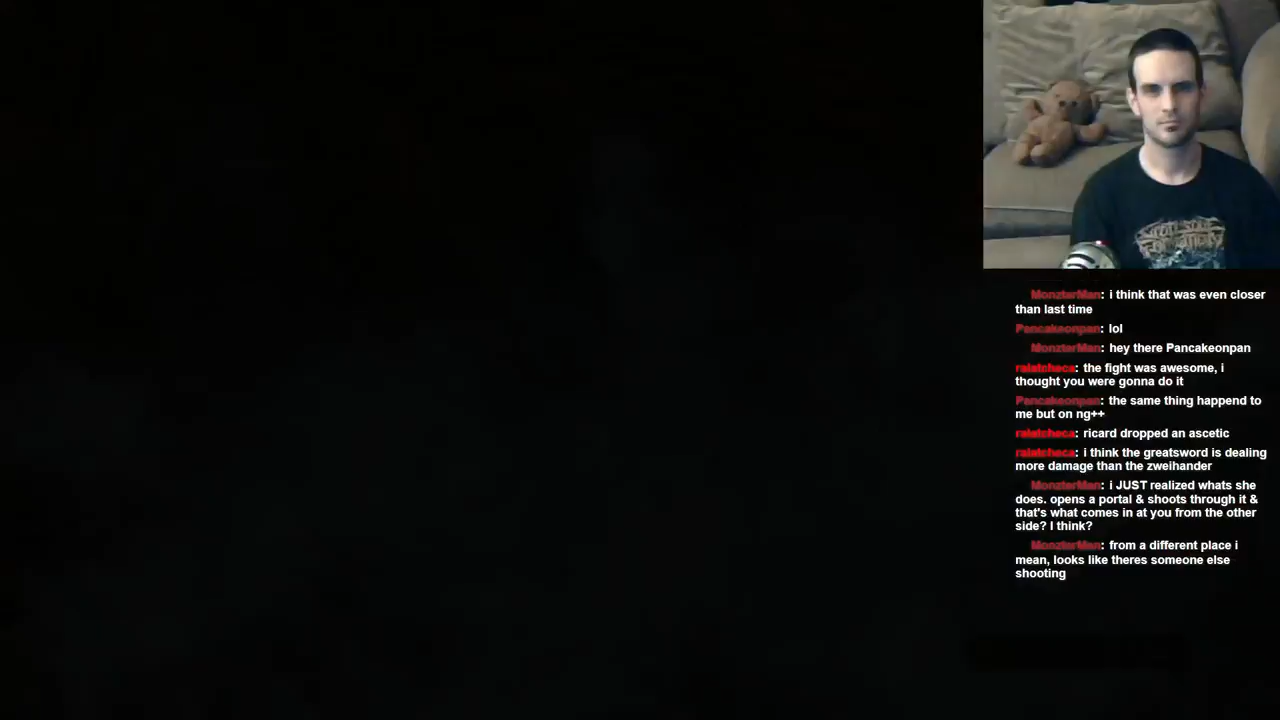 MonzterMan: i think that was even closer
than last time
Pancakeonpan: lol
MonzterMan: hey there Pancakeonpan
the fight was awesome, i
thought you were gonna do it
Pancakeonpan: the same thing happend to
me but on ng++
ricard dropped an ascetic
i think the greatsword is dealing
more damage than the zweihander
MonzterMan: i JUST realized whats she
does. opens a portal & shoots through it &
that's what comes in at you from the other
side? I think?
MonzterMan: from a different place i
mean, looks like theres someone else
shooting